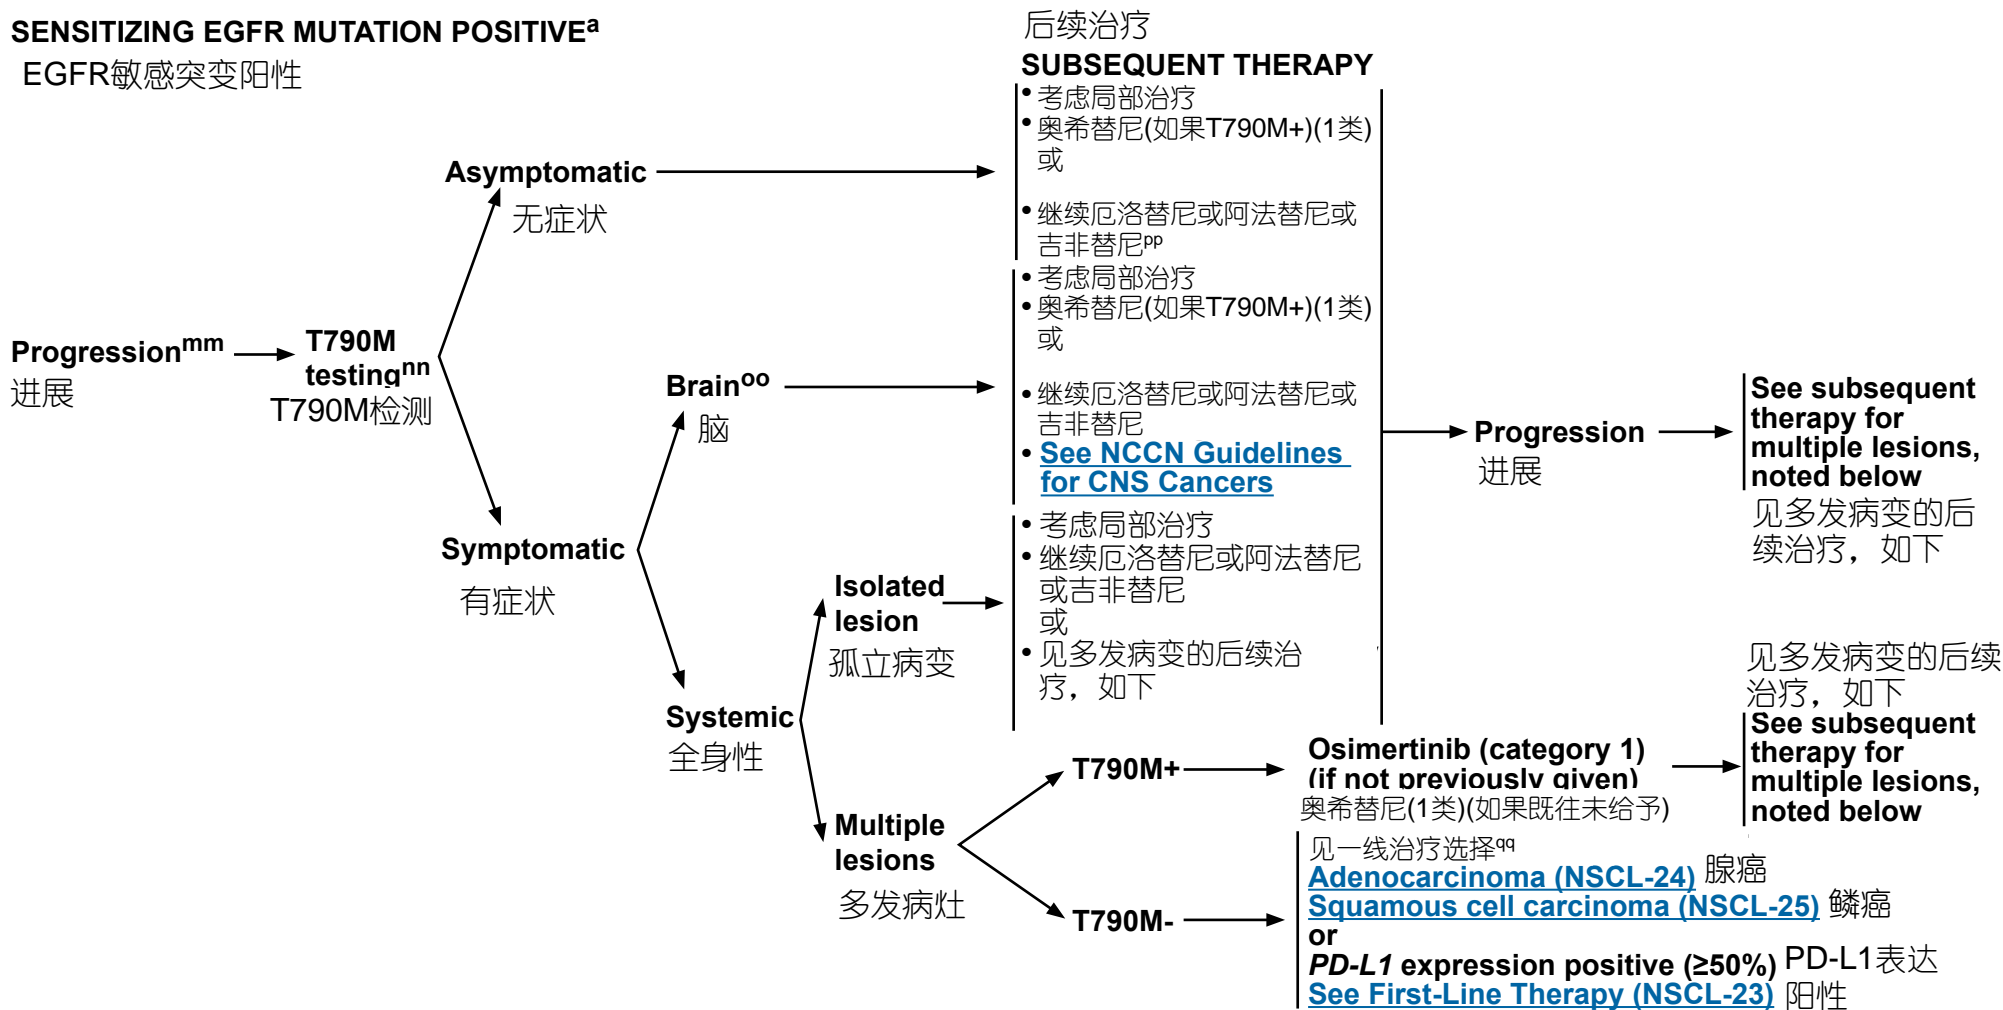 SENSITIZING EGFR MUTATION POSITIVEᵃ
EGFR敏感突变阳性
后续治疗
SUBSEQUENT THERAPY
• 考虑局部治疗
• 奥希替尼(如果T790M+)(1类)
或
• 继续厄洛替尼或阿法替尼或
吉非替尼ᵖᵖ
Asymptomatic
无症状
• 考虑局部治疗
• 奥希替尼(如果T790M+)(1类)
或
• 继续厄洛替尼或阿法替尼或
吉非替尼
• See NCCN Guidelines
for CNS Cancers
Progressionᵐᵐ
进展
T790M
testingⁿⁿ
T790M检测
Brainᵒᵒ
脑
Progression
进展
See subsequent
therapy for
multiple lesions,
noted below
见多发病变的后
续治疗，如下
Symptomatic
有症状
Isolated
lesion
孤立病变
• 考虑局部治疗
• 继续厄洛替尼或阿法替尼
或吉非替尼
或
• 见多发病变的后续治
疗，如下
Systemic
全身性
Multiple
lesions
多发病灶
T790M+
Osimertinib (category 1)
(if not previously given)
奥希替尼(1类)(如果既往未给予)
见多发病变的后续
治疗，如下
See subsequent
therapy for
multiple lesions,
noted below
T790M-
见一线治疗选择qq
Adenocarcinoma (NSCL-24) 腺癌
Squamous cell carcinoma (NSCL-25) 鳞癌
or
PD-L1 expression positive (≥50%) PD-L1表达
See First-Line Therapy (NSCL-23) 阳性